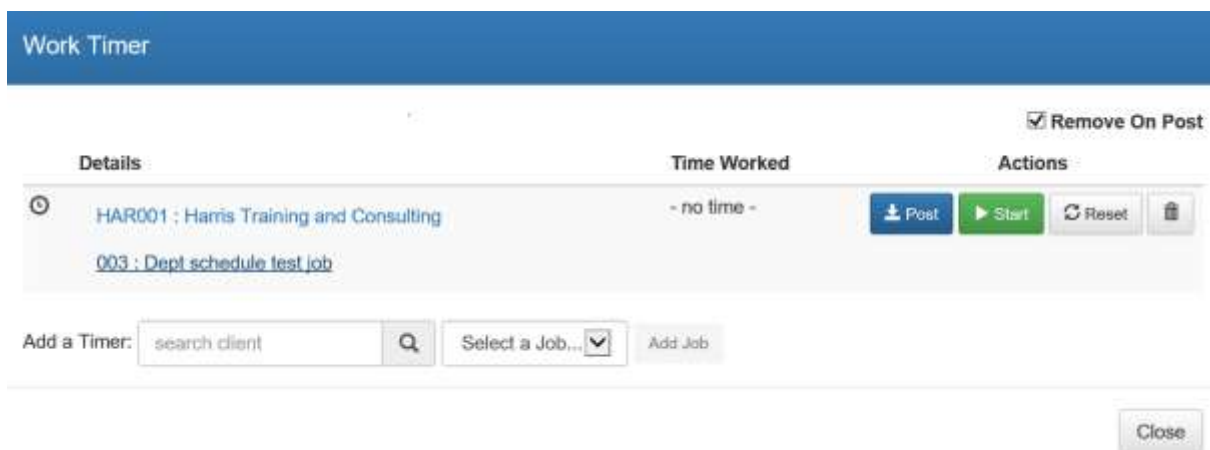 Work Timer
Remove On Post
Details Time Worked Actions
HAR001 : Harris Training and Consulting - no time - Post Start Reset
003 : Dept schedule test job
Add a Timer: search client Select a Job... Add Job
Close